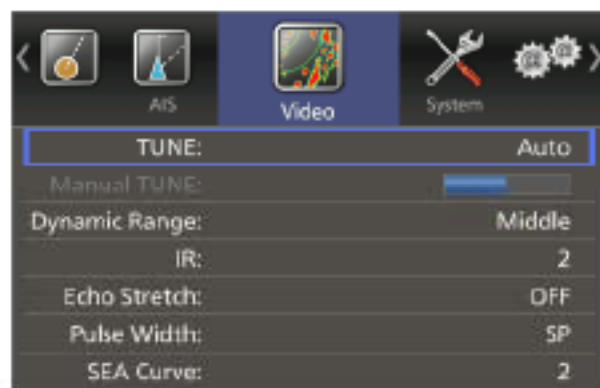 AIS
Video
System
TUNE: Auto
Manual TUNE:
Dynamic Range: Middle
IR: 2
Echo Stretch: OFF
Pulse Width: SP
SEA Curve: 2